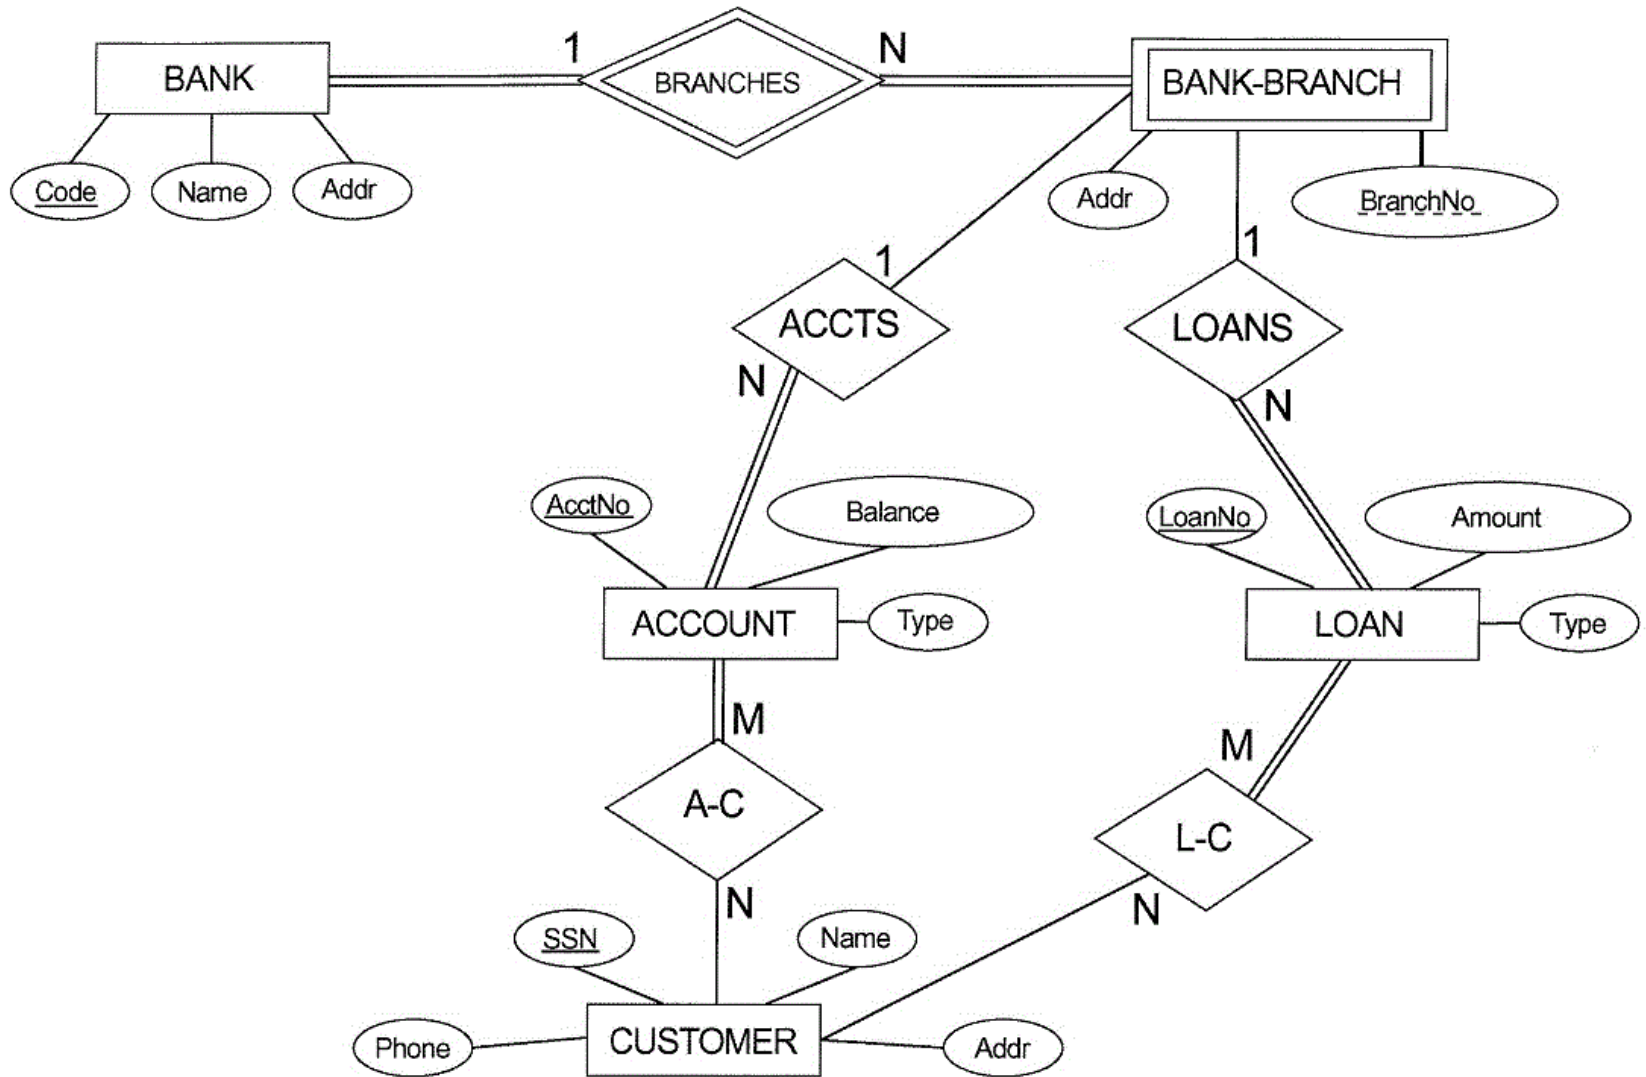 1
N
BANK
BRANCHES
BANK-BRANCH
Code
Name
Addr
Addr
BranchNo
1
1
ACCTS
LOANS
N
N
AcctNo
Balance
LoanNo
Amount
ACCOUNT
Type
LOAN
Type
M
M
A-C
L-C
N
N
SSN
Name
Phone
CUSTOMER
Addr